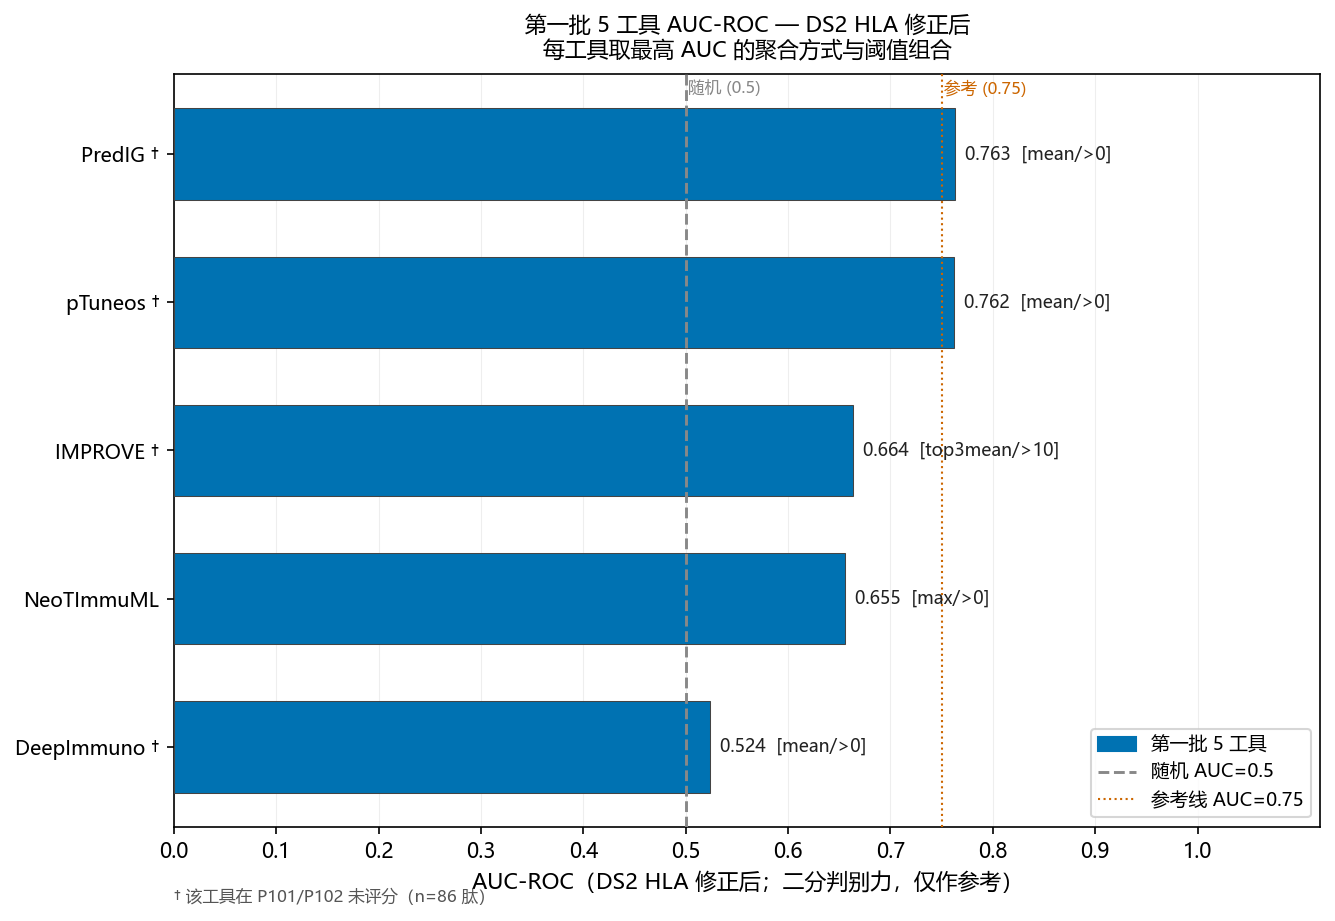 第一批 5 工具 AUC-ROC — DS2 HLA 修正后
每工具取最高 AUC 的聚合方式与阈值组合
随机 (0.5)
参考 (0.75)
PredIG †
0.763 [mean/>0]
pTuneos †
0.762 [mean/>0]
IMPROVE †
0.664 [top3mean/>10]
NeoTImmuML
0.655 [max/>0]
DeepImmuno †
0.524 [mean/>0]
第一批 5 工具
随机 AUC=0.5
参考线 AUC=0.75
0.0 0.1 0.2 0.3 0.4 0.5 0.6 0.7 0.8 0.9 1.0
AUC-ROC（DS2 HLA 修正后；二分判别力，仅作参考）
† 该工具在 P101/P102 未评分（n=86 肽）